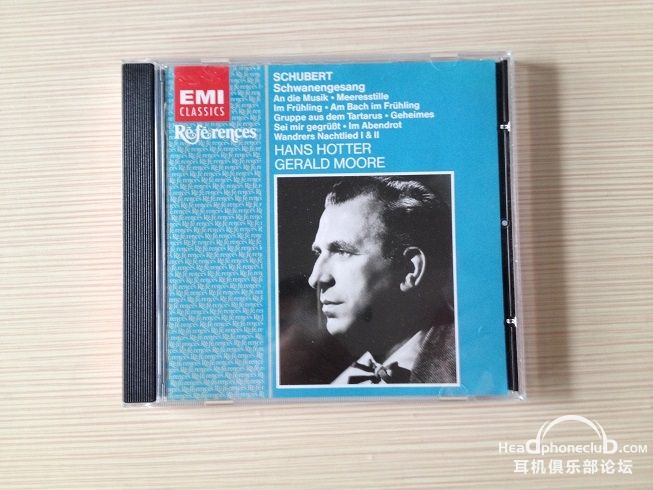 EMI
CLASSICS
Références
SCHUBERT
Schwanengesang
An die Musik • Meeresstille
Im Frühling • Am Bach im Frühling
Gruppe aus dem Tartarus • Geheimes
Sei mir gegrüßt • Im Abendrot
Wandrers Nachtlied I & II
HANS HOTTER
GERALD MOORE
Headphoneclub.com
耳机俱乐部论坛